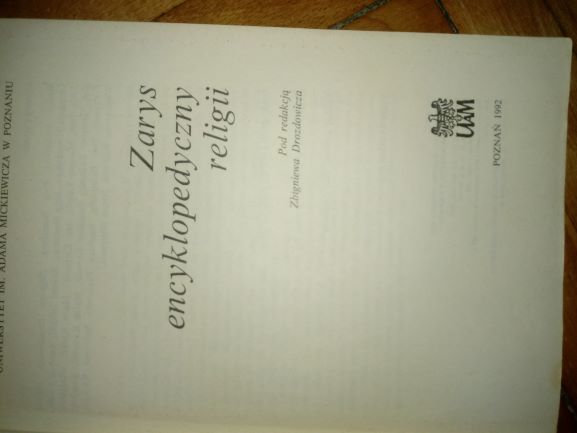 UNIWERSYTET IM. ADAMA MICKIEWICZA W POZNANIU
Zarys
encyklopedyczny
religii
Pod redakcją
Zbigniewa Drozdowicza
UAM
POZNAŃ 1992